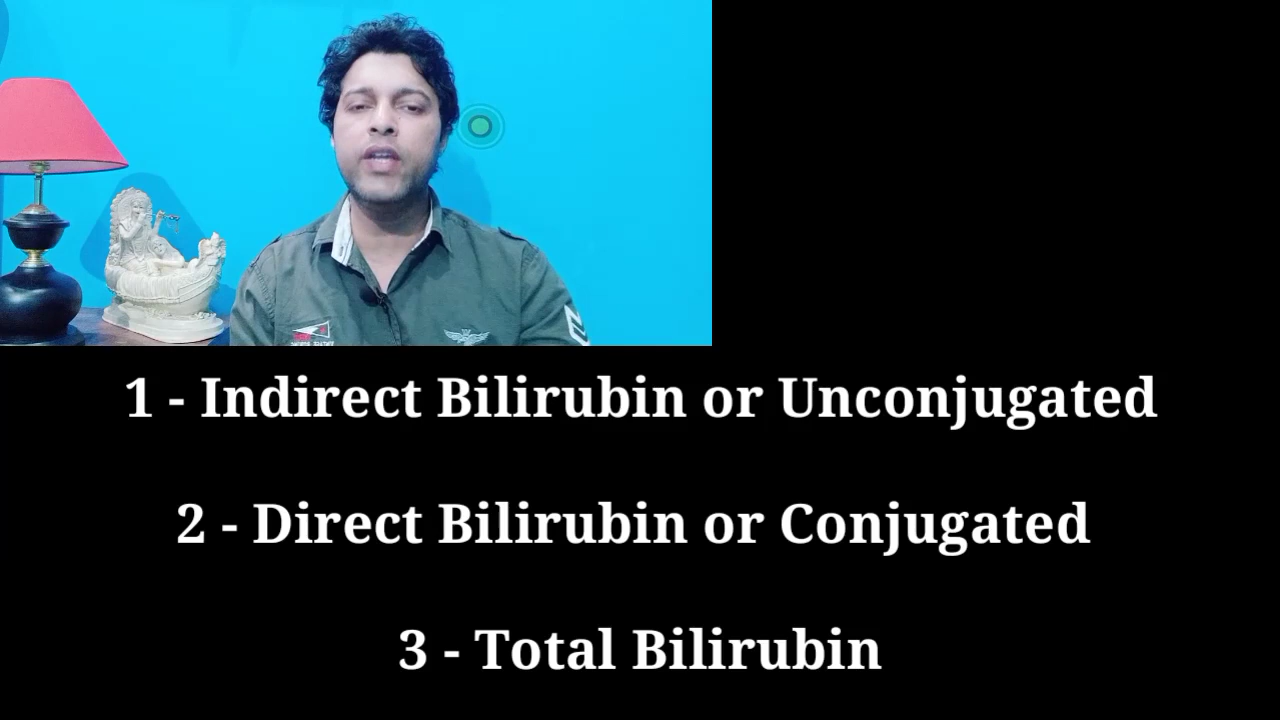 1 - Indirect Bilirubin or Unconjugated
2 - Direct Bilirubin or Conjugated
3 - Total Bilirubin